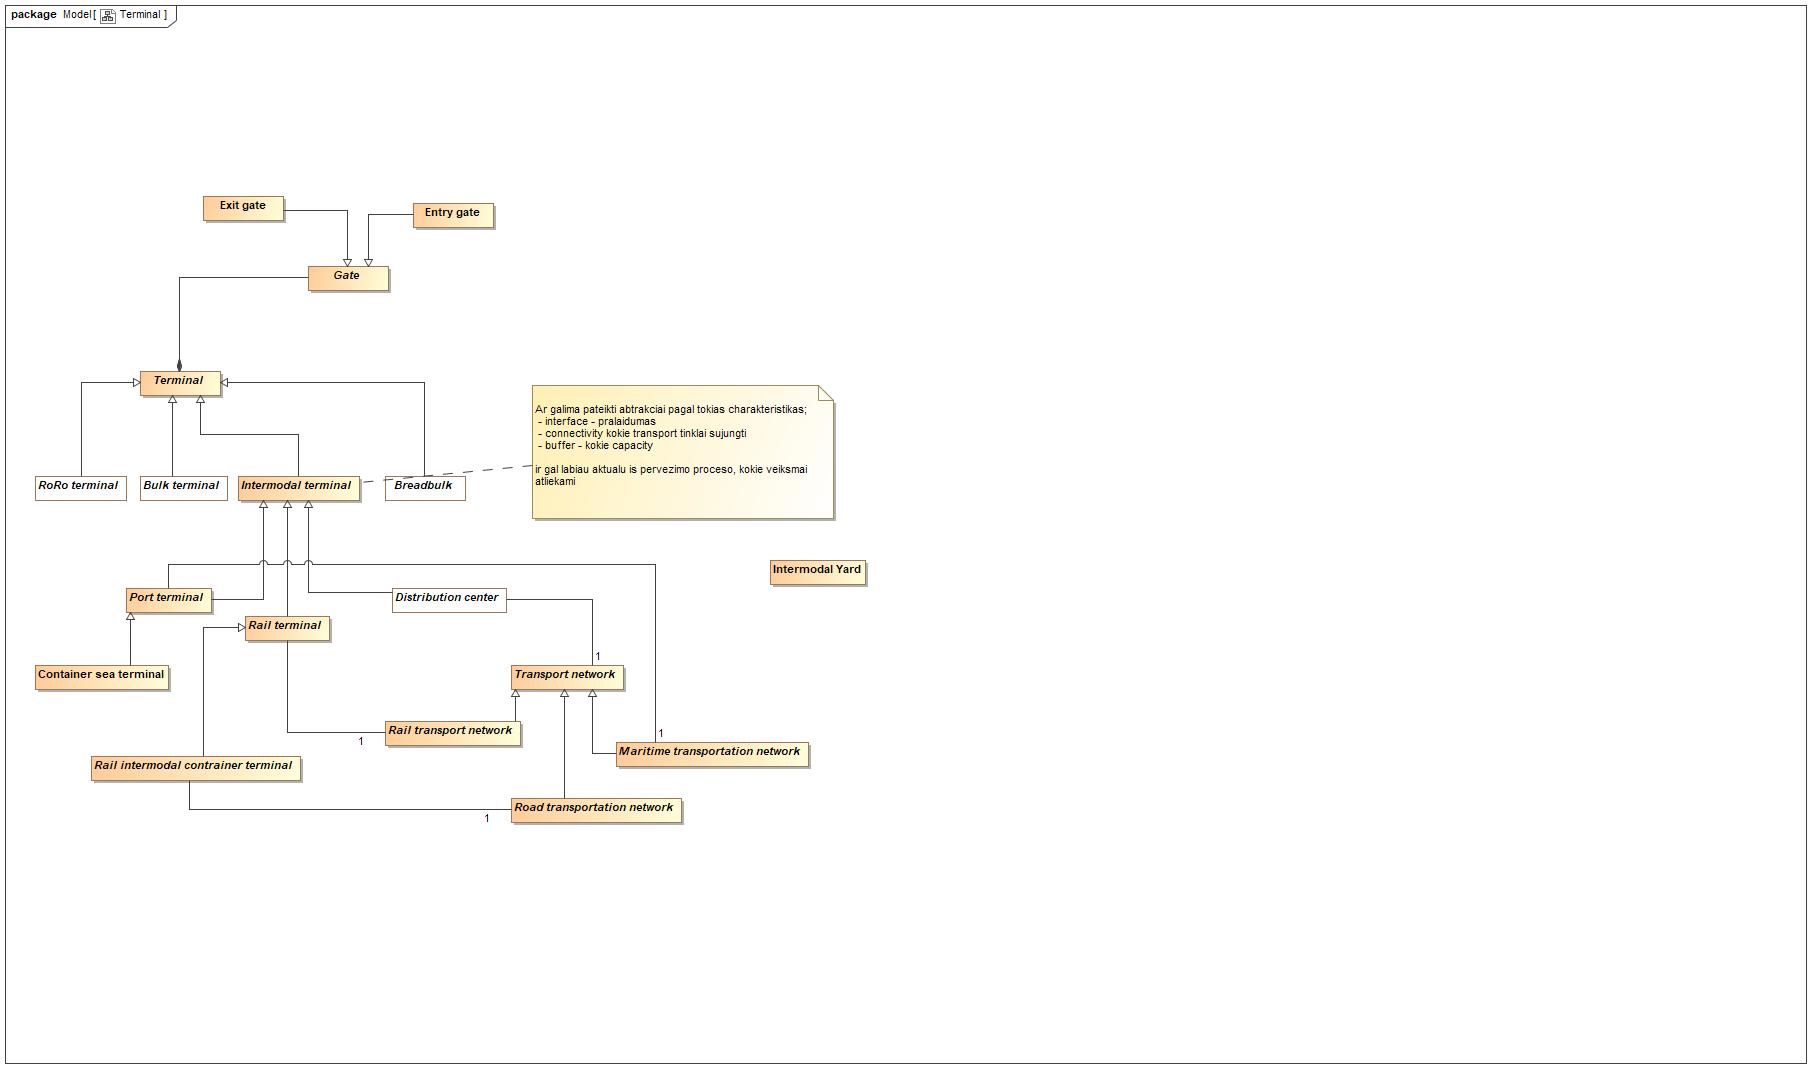 package Model[ Terminal ]
Exit gate
Entry gate
Gate
Terminal
Ar galima pateikti abtrakciai pagal tokias charakteristikas;
- interface - pralaidumas
- connectivity kokie transport tinklai sujungti
- buffer - kokie capacity
ir gal labiau aktualu is pervezimo proceso, kokie veiksmai
atliekami
RoRo terminal
Bulk terminal
Intermodal terminal
Breadbulk
Intermodal Yard
Port terminal
Distribution center
Rail terminal
1
Container sea terminal
Transport network
Rail transport network
1
1
Maritime transportation network
Rail intermodal contrainer terminal
Road transportation network
1